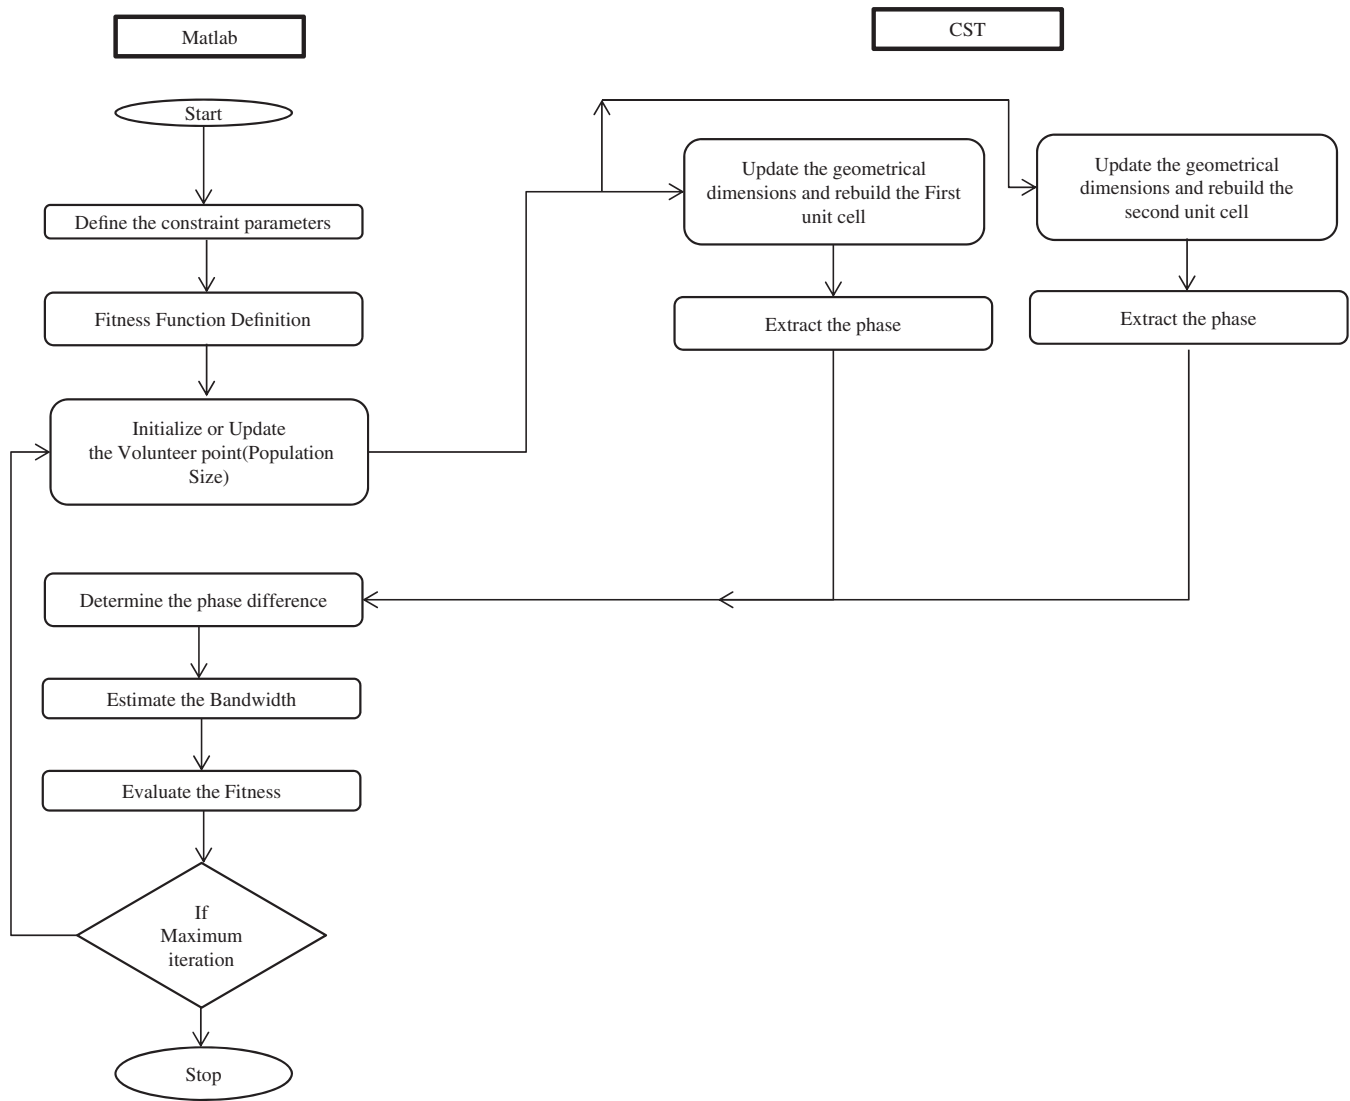 Matlab
CST
Start
Define the constraint parameters
Fitness Function Definition
Initialize or Update
the Volunteer point(Population
Size)
Update the geometrical
dimensions and rebuild the First
unit cell
Extract the phase
Update the geometrical
dimensions and rebuild the
second unit cell
Extract the phase
Determine the phase difference
Estimate the Bandwidth
Evaluate the Fitness
If
Maximum
iteration
Stop